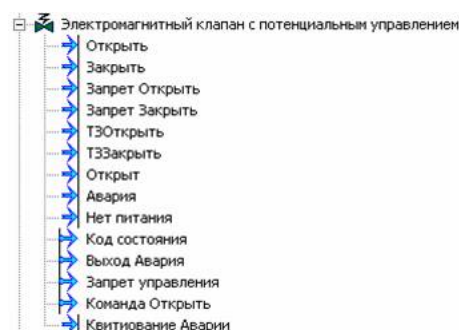 Электромагнитный клапан с потенциальным управлением
Открыть
Закрыть
Запрет Открыть
Запрет Закрыть
ТЗОткрыть
ТЗЗакрыть
Открыт
Авария
Нет питания
Код состояния
Выход Авария
Запрет управления
Команда Открыть
Квитирование Аварии